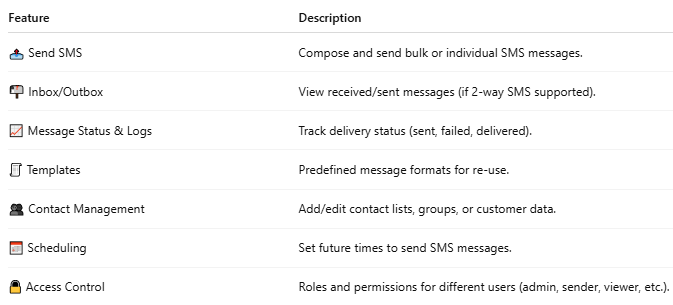 Feature Description
📤 Send SMS Compose and send bulk or individual SMS messages.
📬 Inbox/Outbox View received/sent messages (if 2-way SMS supported).
📈 Message Status & Logs Track delivery status (sent, failed, delivered).
🧾 Templates Predefined message formats for re-use.
👥 Contact Management Add/edit contact lists, groups, or customer data.
📅 Scheduling Set future times to send SMS messages.
🔒 Access Control Roles and permissions for different users (admin, sender, viewer, etc.).